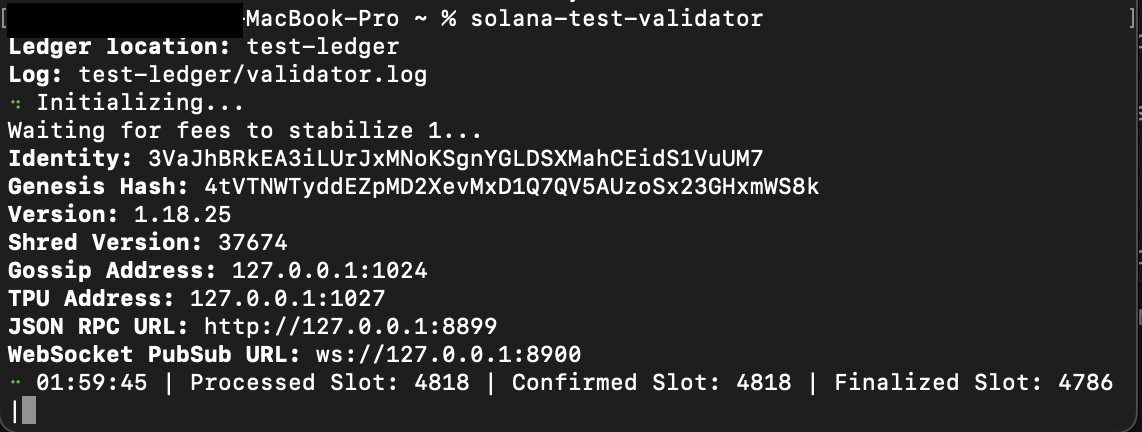 -MacBook-Pro ~ % solana-test-validator
Ledger location: test-ledger
Log: test-ledger/validator.log
Initializing...
Waiting for fees to stabilize 1...
Identity: 3VaJhBRkEA3iLUrJxMNoKSgnYGLDSXMahCEidS1VuUM7
Genesis Hash: 4tVTNWTyddEZpMD2XevMxD1Q7QV5AUzoSx23GHxmWS8k
Version: 1.18.25
Shred Version: 37674
Gossip Address: 127.0.0.1:1024
TPU Address: 127.0.0.1:1027
JSON RPC URL: http://127.0.0.1:8899
WebSocket PubSub URL: ws://127.0.0.1:8900
01:59:45 | Processed Slot: 4818 | Confirmed Slot: 4818 | Finalized Slot: 4786
|